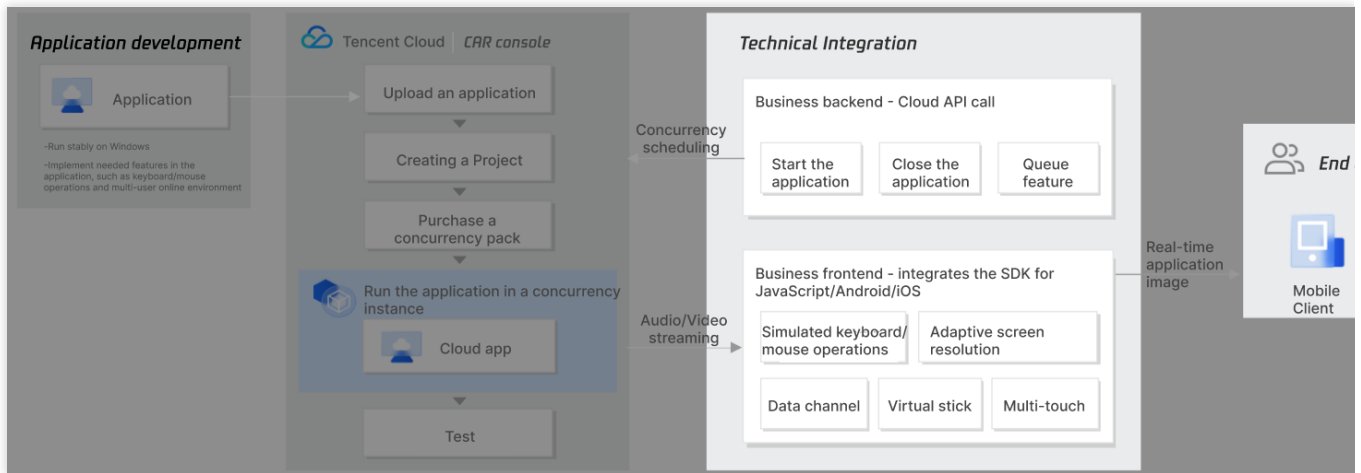 Application development
Application
-Run stably on Windows
-Implement needed features in the
application, such as keyboard/mouse
operations and multi-user online environment
Tencent Cloud | CAR console
Upload an application
Creating a Project
Purchase a
concurrency pack
Run the application in a concurrency
instance
Cloud app
Test
Concurrency
scheduling
Audio/Video
streaming
Technical Integration
Business backend - Cloud API call
Start the
application
Close the
application
Queue
feature
Business frontend - integrates the SDK for
JavaScript/Android/iOS
Simulated keyboard/
mouse operations
Adaptive screen
resolution
Data channel
Virtual stick
Multi-touch
Real-time
application
image
End
Mobile
Client